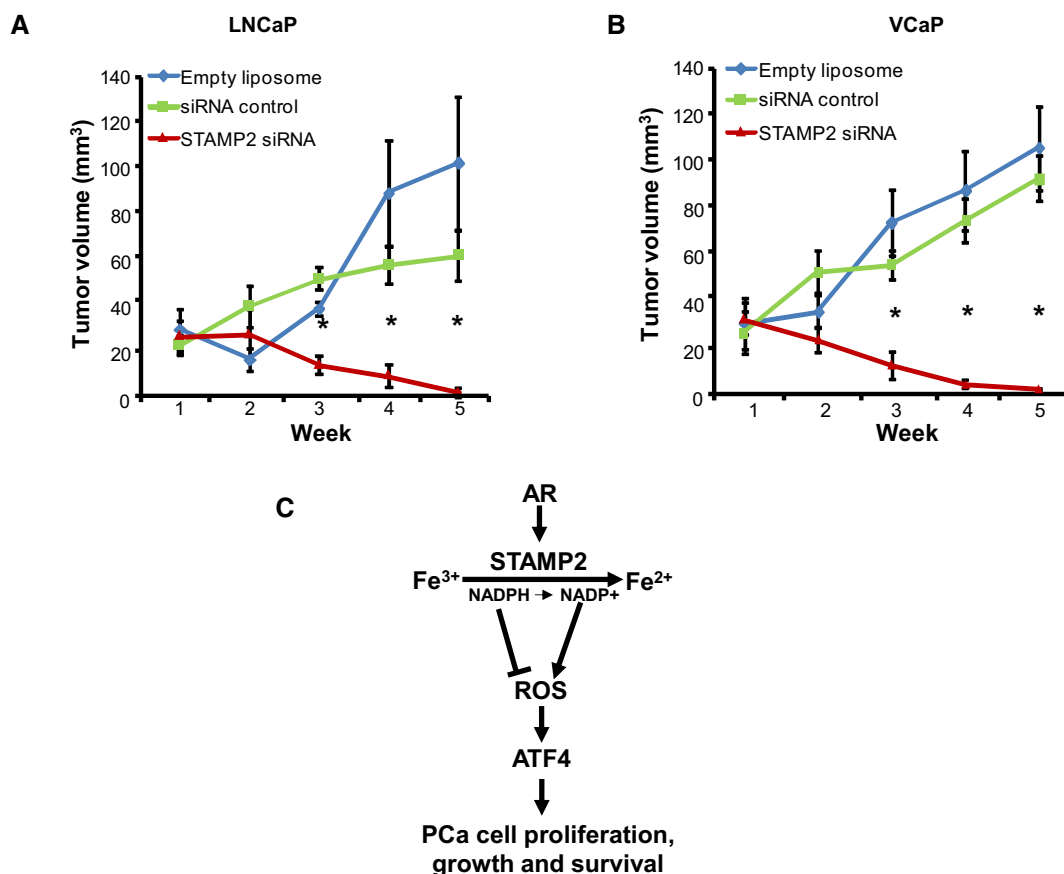 A
LNCaP
Empty liposome
siRNA control
STAMP2 siRNA
Tumor volume (mm³)
140
120
100
80
60
40
20
0
*
*
*
1 2 3 4 5
Week
B
VCaP
Empty liposome
siRNA control
STAMP2 siRNA
Tumor volume (mm³)
140
120
100
80
60
40
20
0
*
*
*
1 2 3 4 5
Week
C
AR
STAMP2
Fe³⁺ Fe²⁺
NADPH → NADP+
ROS
ATF4
PCa cell proliferation,
growth and survival